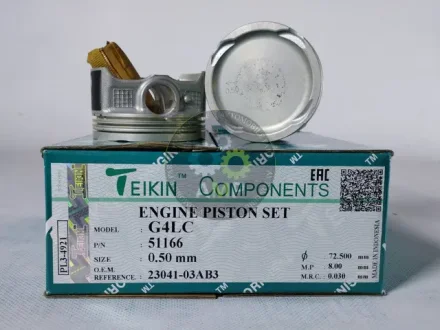 TEIKIN™ COMPONENTS
EAC
ENGINE PISTON SET
MODEL: G4LC
P/N : 51166
SIZE : 0.50 mm
O.E.M. REFERENCE : 23041-03AB3
ϕ : 72.500 mm
M.P : 8.00 mm
M.R.C. : 0.030 mm
PL3-4921
MADE IN INDONESIA